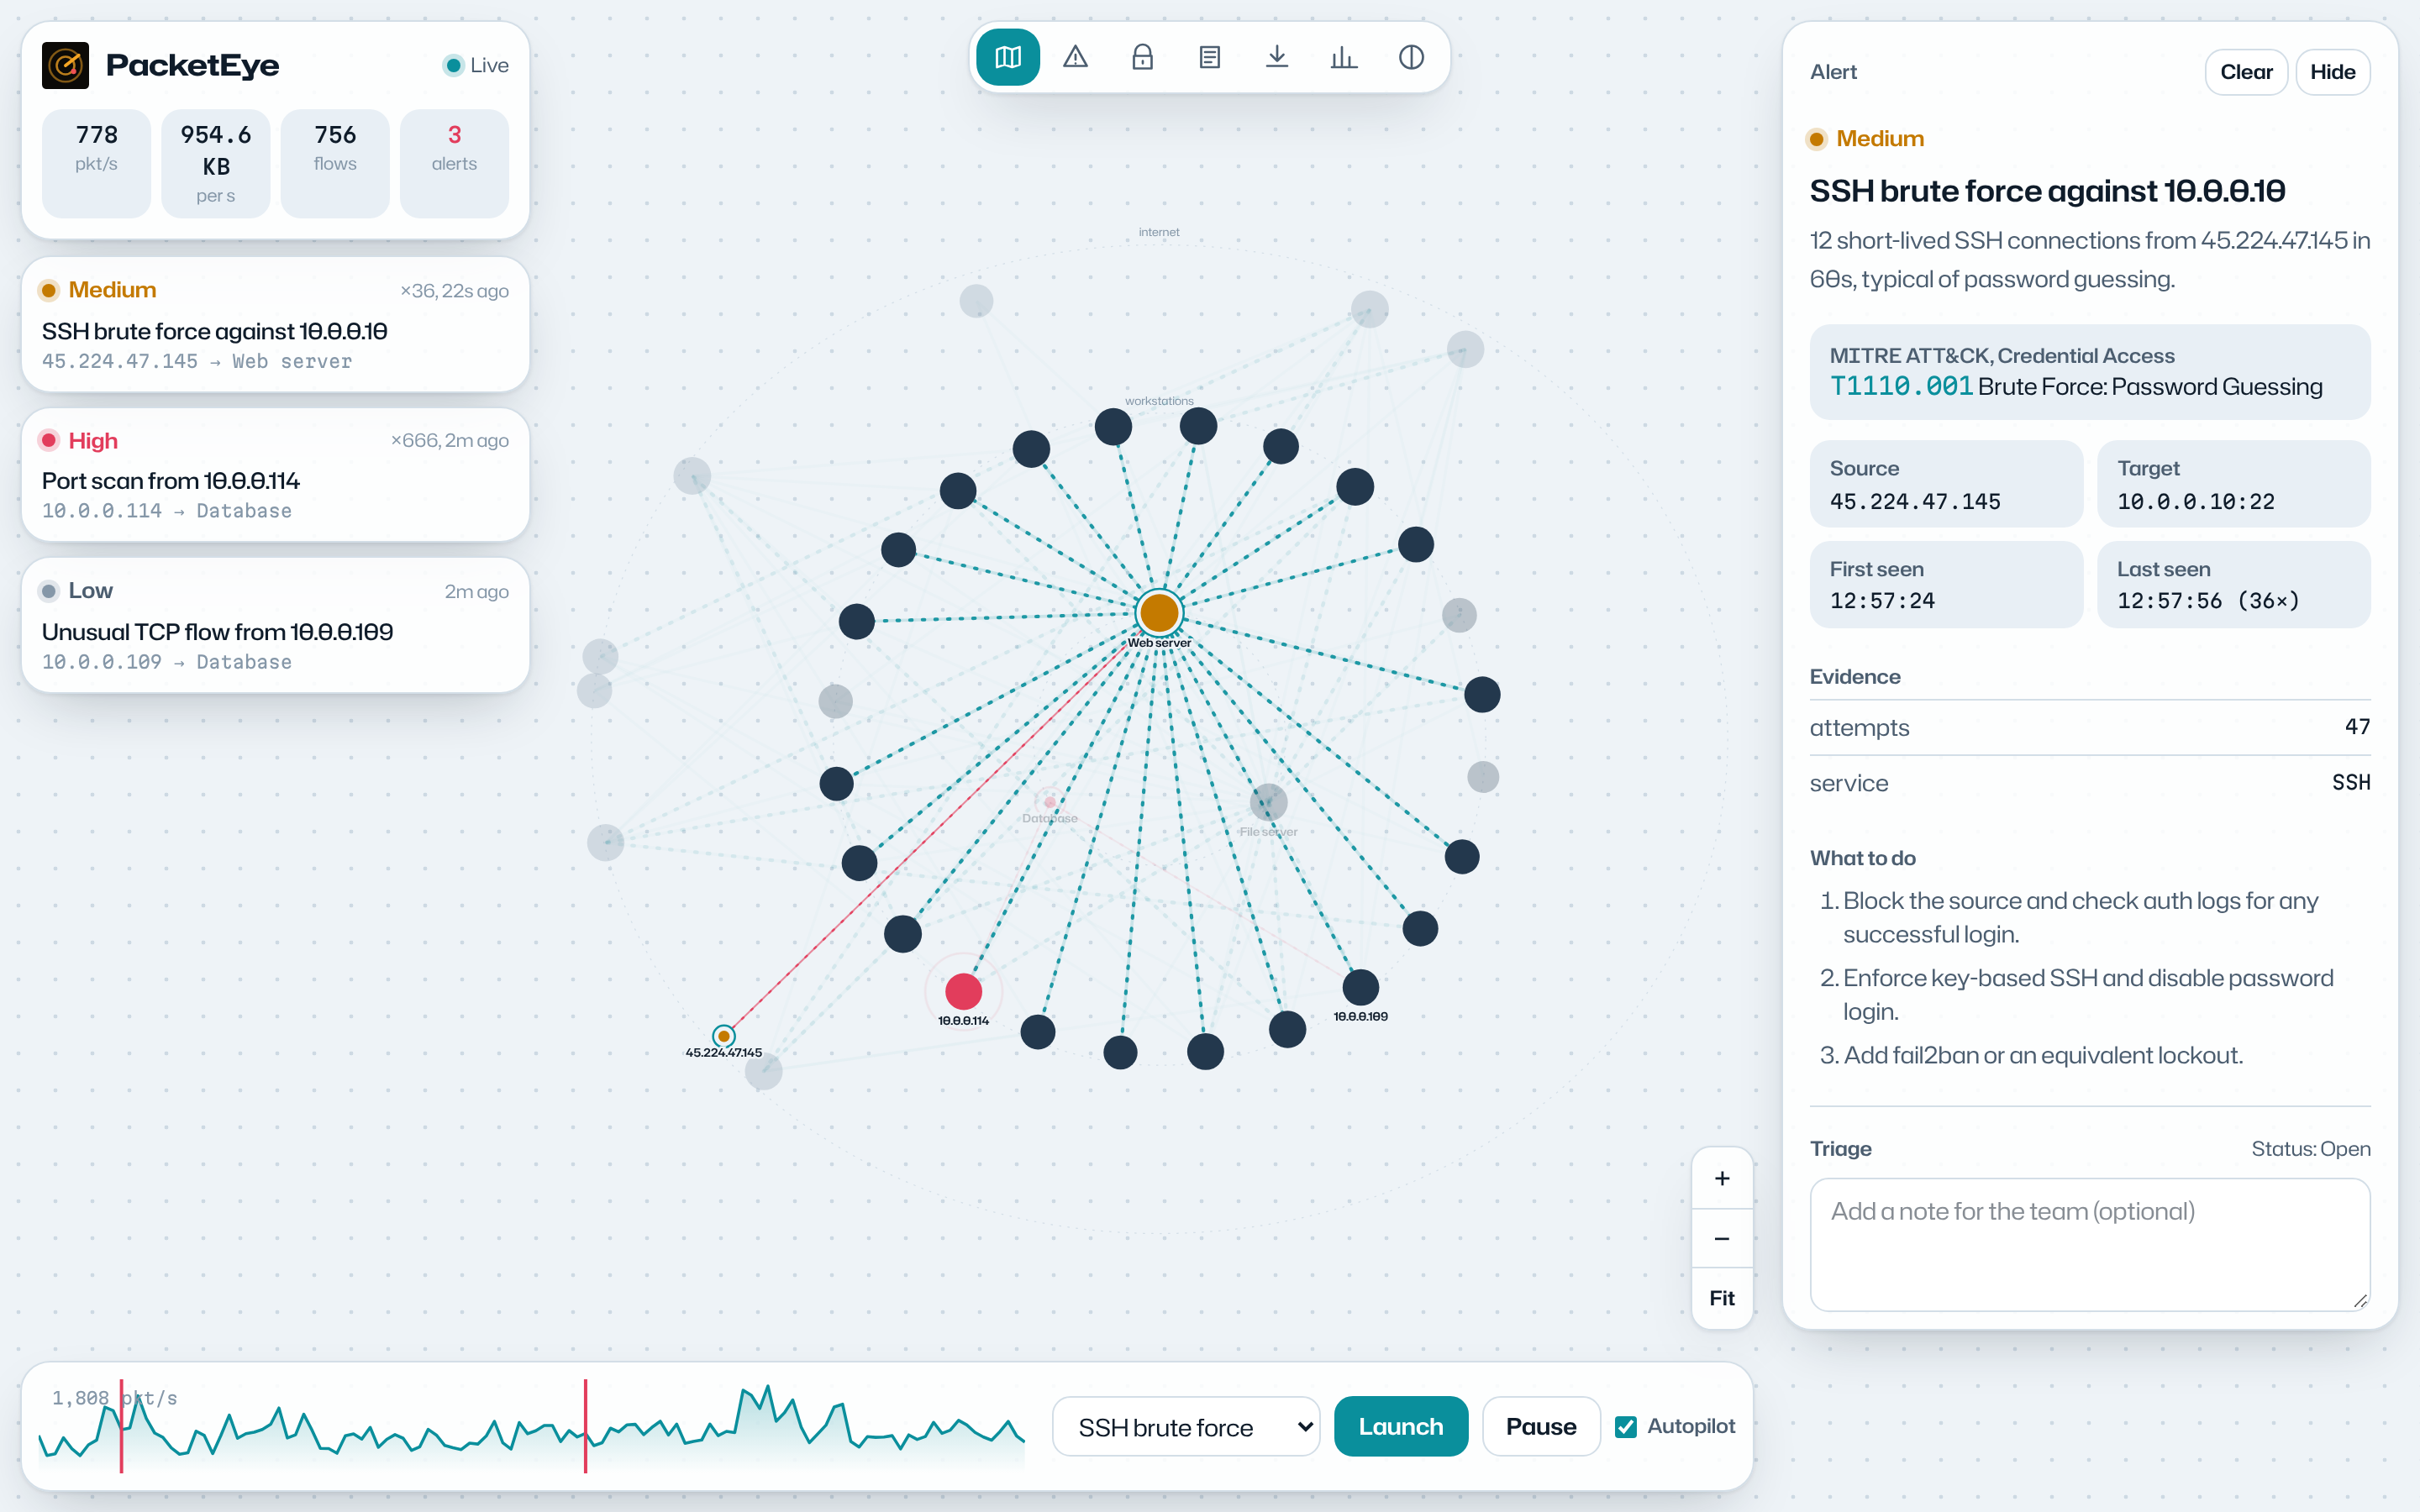 PacketEye
Live
778
pkt/s
954.6
KB
per s
756
flows
3
alerts
Medium
×36, 22s ago
SSH brute force against 10.0.0.10
45.224.47.145 → Web server
High
×666, 2m ago
Port scan from 10.0.0.114
10.0.0.114 → Database
Low
2m ago
Unusual TCP flow from 10.0.0.109
10.0.0.109 → Database
internet
workstations
Web server
Database
File server
10.0.0.114
10.0.0.109
45.224.47.145
+
−
Fit
1,808 pkt/s
SSH brute force
Launch
Pause
Autopilot
Alert
Clear
Hide
Medium
SSH brute force against 10.0.0.10
12 short-lived SSH connections from 45.224.47.145 in
60s, typical of password guessing.
MITRE ATT&CK, Credential Access
T1110.001 Brute Force: Password Guessing
Source
45.224.47.145
Target
10.0.0.10:22
First seen
12:57:24
Last seen
12:57:56 (36×)
Evidence
attempts
47
service
SSH
What to do
1. Block the source and check auth logs for any
successful login.
2. Enforce key-based SSH and disable password
login.
3. Add fail2ban or an equivalent lockout.
Triage
Status: Open
Add a note for the team (optional)